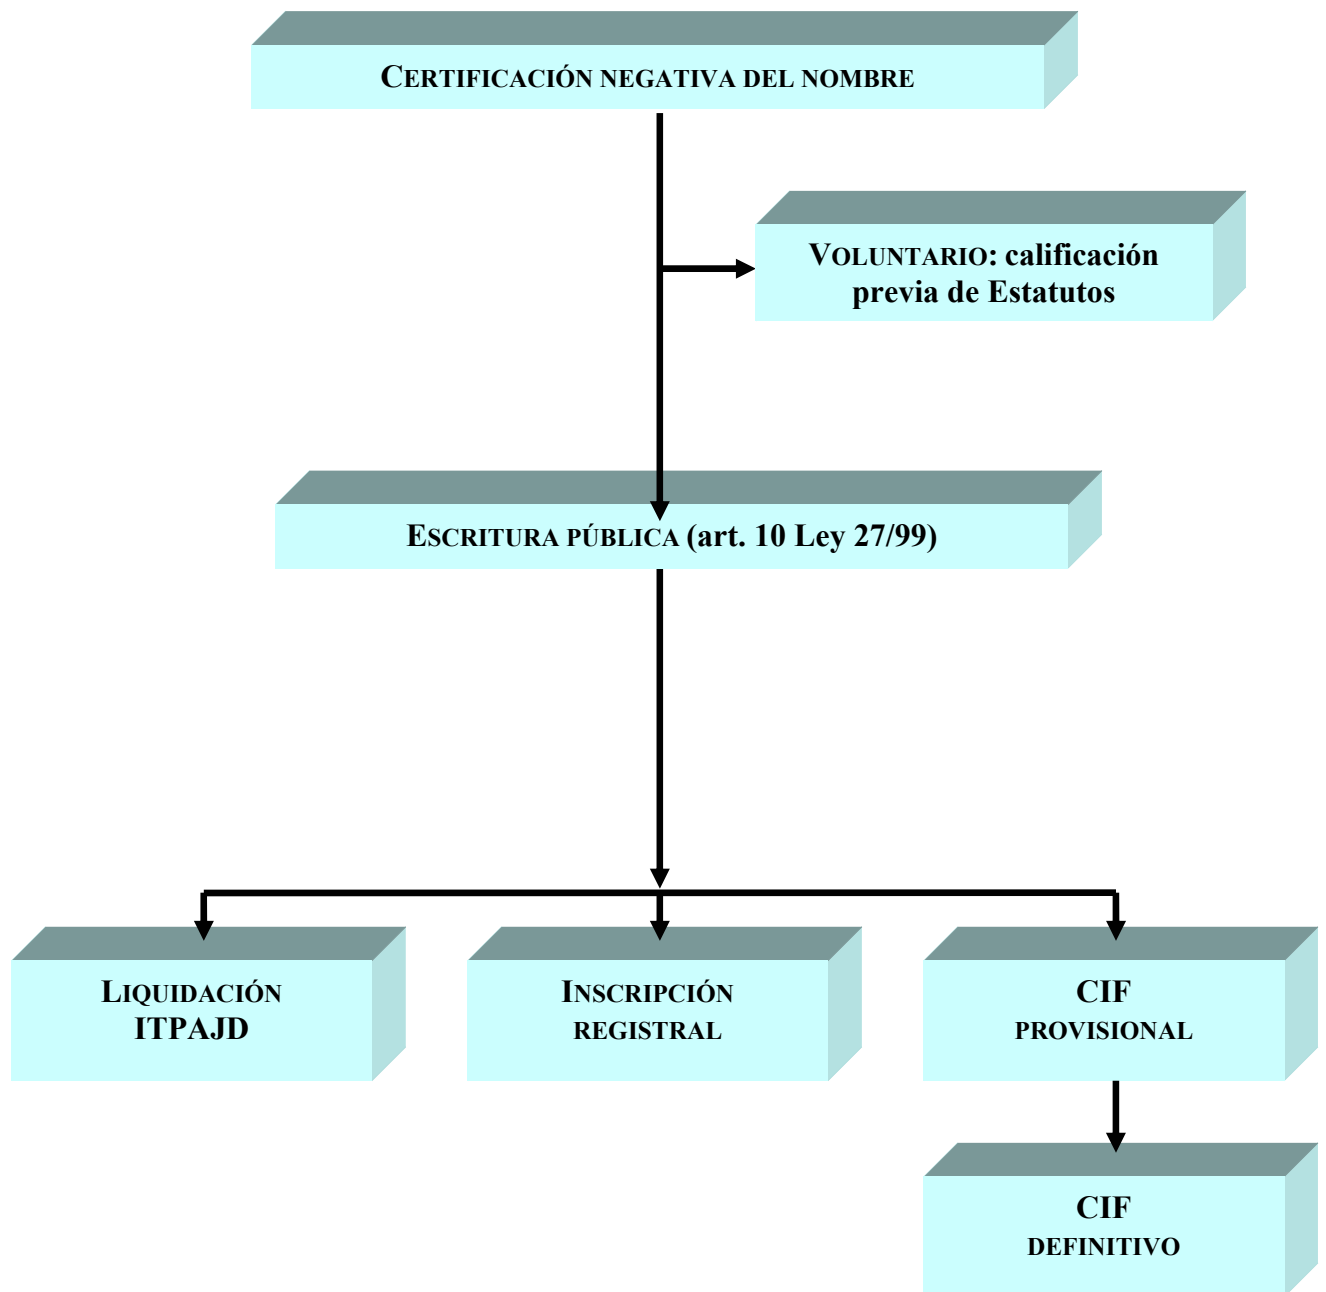 CERTIFICACIÓN NEGATIVA DEL NOMBRE
VOLUNTARIO: calificación
previa de Estatutos
ESCRITURA PÚBLICA (art. 10 Ley 27/99)
LIQUIDACIÓN
ITPAJD
INSCRIPCIÓN
REGISTRAL
CIF
PROVISIONAL
CIF
DEFINITIVO